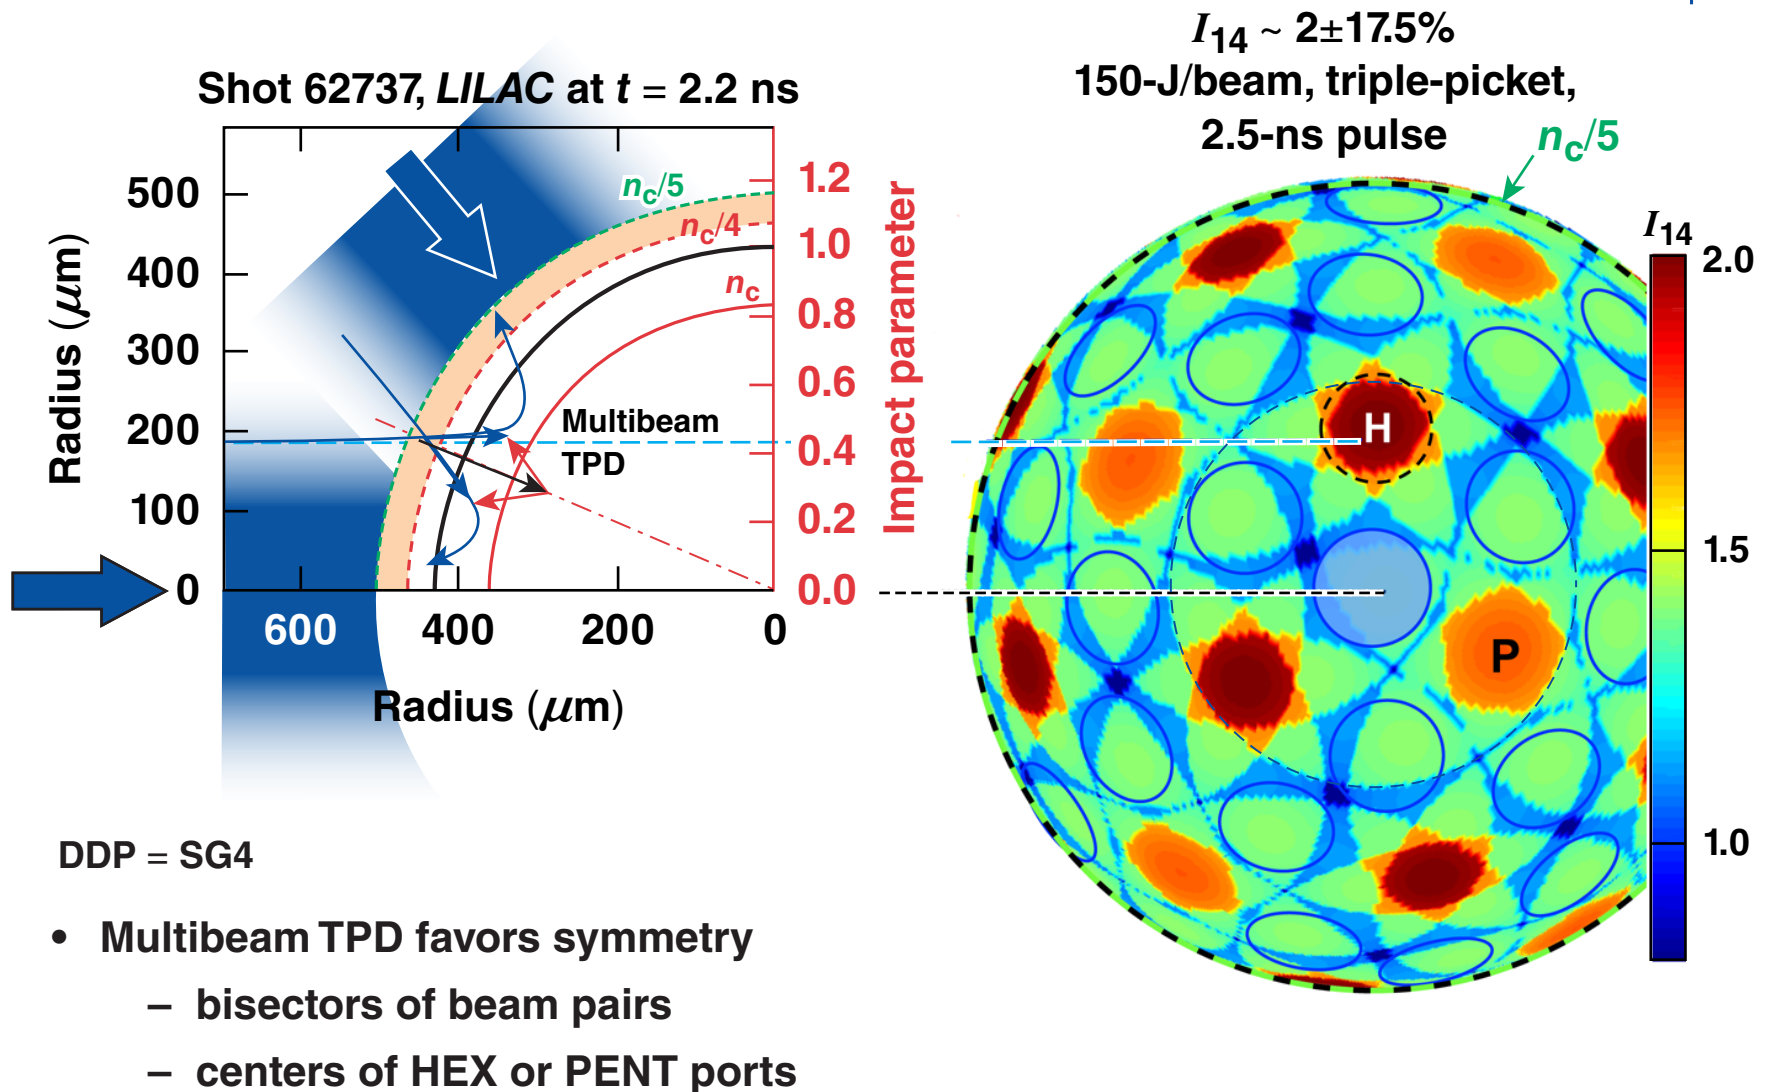 Shot 62737, LILAC at t = 2.2 ns
500
400
300
200
100
0
Radius (μm)
600
400
200
0
Radius (μm)
1.2
1.0
0.8
0.6
0.4
0.2
0.0
Impact parameter
nc/5
nc/4
nc
Multibeam
TPD
I14 ~ 2±17.5%
150-J/beam, triple-picket,
2.5-ns pulse
nc/5
H
P
I14
2.0
1.5
1.0
DDP = SG4
• Multibeam TPD favors symmetry
– bisectors of beam pairs
– centers of HEX or PENT ports